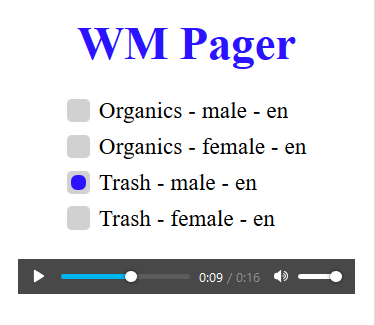 WM Pager
Organics - male - en
Organics - female - en
Trash - male - en
Trash - female - en
0:09 / 0:16